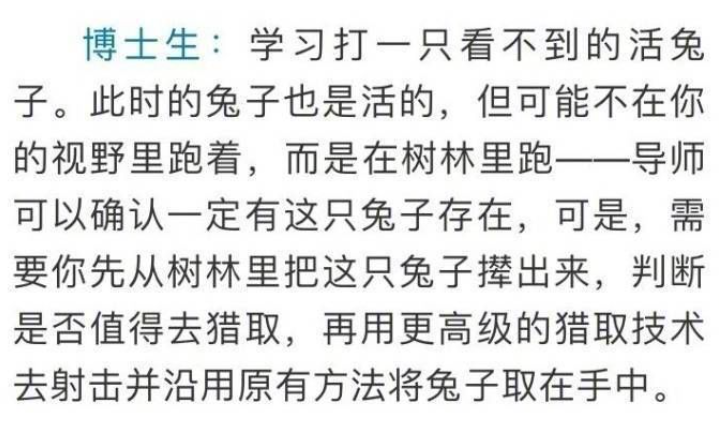 博士生：学习打一只看不到的活兔
子。此时的兔子也是活的，但可能不在你
的视野里跑着，而是在树林里跑——导师
可以确认一定有这只兔子存在，可是，需
要你先从树林里把这只兔子撵出来，判断
是否值得去猎取，再用更高级的猎取技术
去射击并沿用原有方法将兔子取在手中。